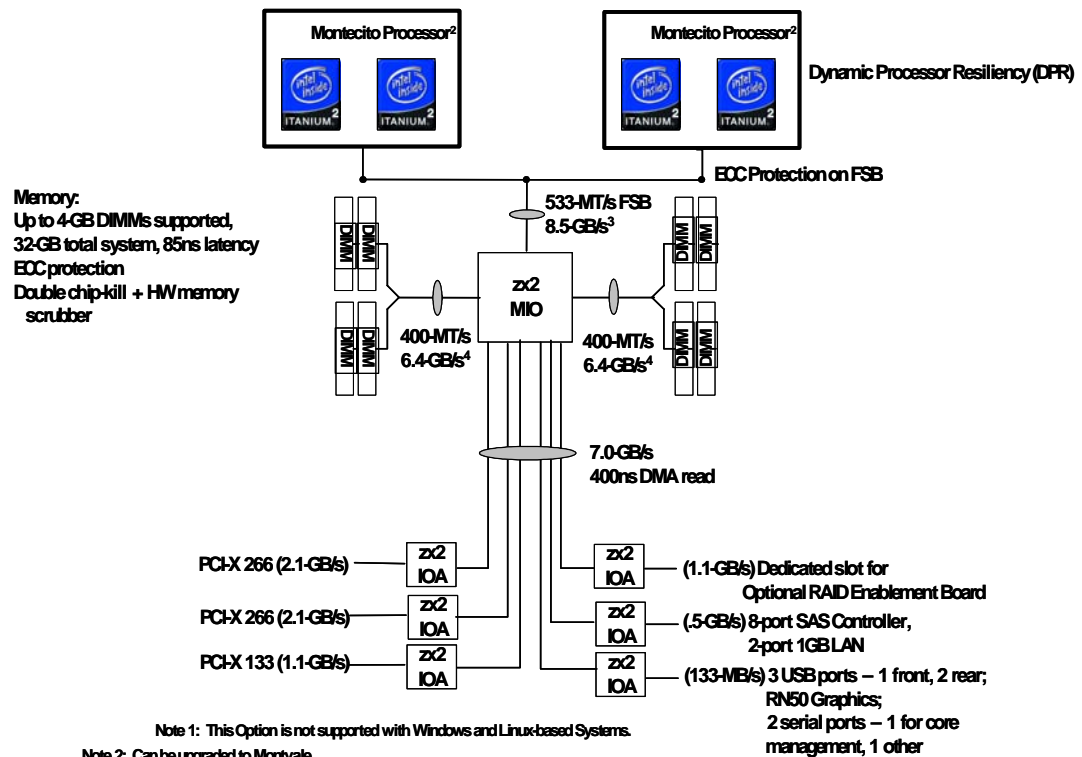 Montecito Processor2
Montecito Processor2
intel inside ITANIUM. 2
intel inside ITANIUM. 2
intel inside ITANIUM. 2
intel inside ITANIUM. 2
Dynamic Processor Resiliency (DPR)
ECC Protection on FSB
Memory:
Up to 4-GB DIMMs supported,
32-GB total system, 85ns latency
ECC protection
Double chip-kill + HW memory
scrubber
DIMM
DIMM
DIMM
DIMM
533-MT/s FSB
8.5-GB/s3
DIMM
DIMM
DIMM
DIMM
zx2
MIO
400-MT/s
6.4-GB/s4
400-MT/s
6.4-GB/s4
7.0-GB/s
400ns DMA read
PCI-X 266 (2.1-GB/s)
zx2
IOA
PCI-X 266 (2.1-GB/s)
zx2
IOA
PCI-X 133 (1.1-GB/s)
zx2
IOA
zx2
IOA
(1.1-GB/s) Dedicated slot for
Optional RAID Enablement Board
zx2
IOA
(.5-GB/s) 8-port SAS Controller,
2-port 1GB LAN
zx2
IOA
(133-MB/s) 3 USB ports – 1 front, 2 rear;
RN50 Graphics;
2 serial ports – 1 for core
management, 1 other
Note 1: This Option is not supported with Windows and Linux-based Systems.
Note 2: Can be upgraded to Montvale